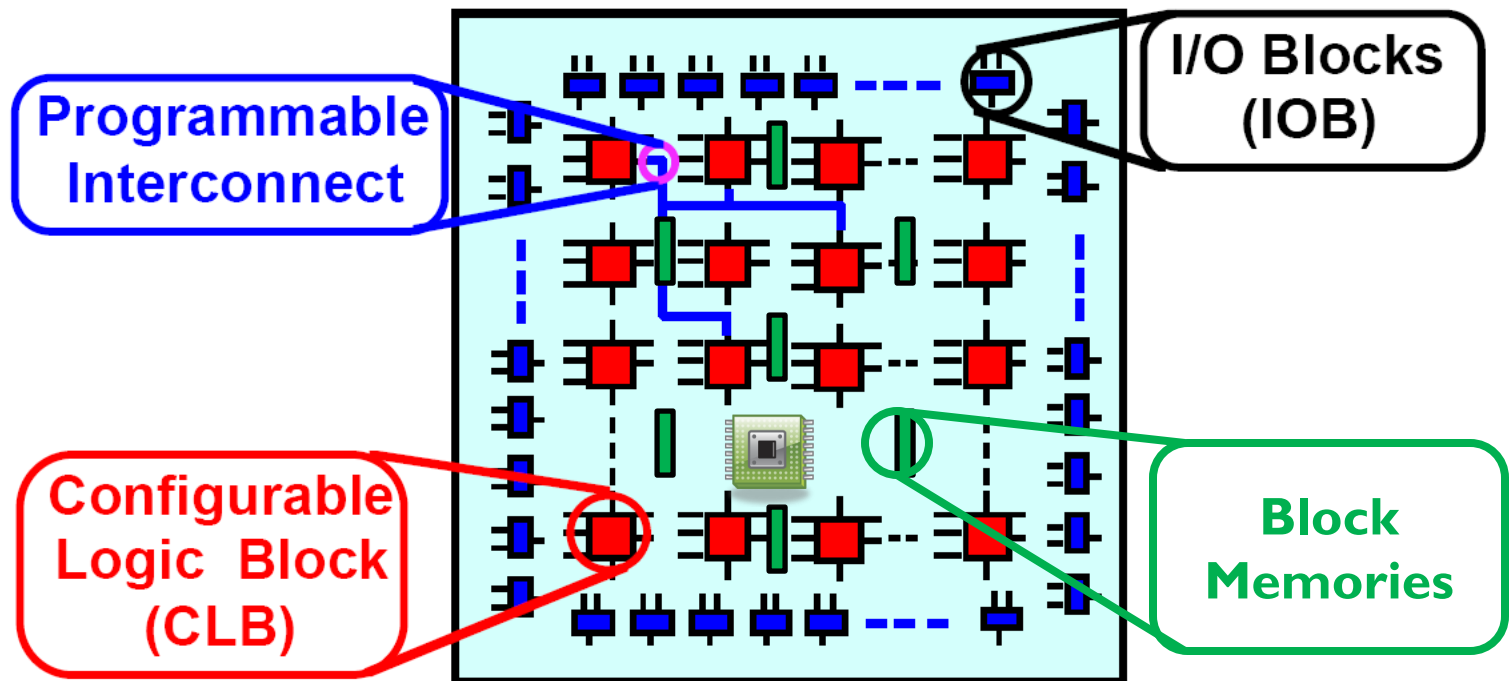 Programmable
Interconnect
I/O Blocks
(IOB)
Configurable
Logic Block
(CLB)
Block
Memories